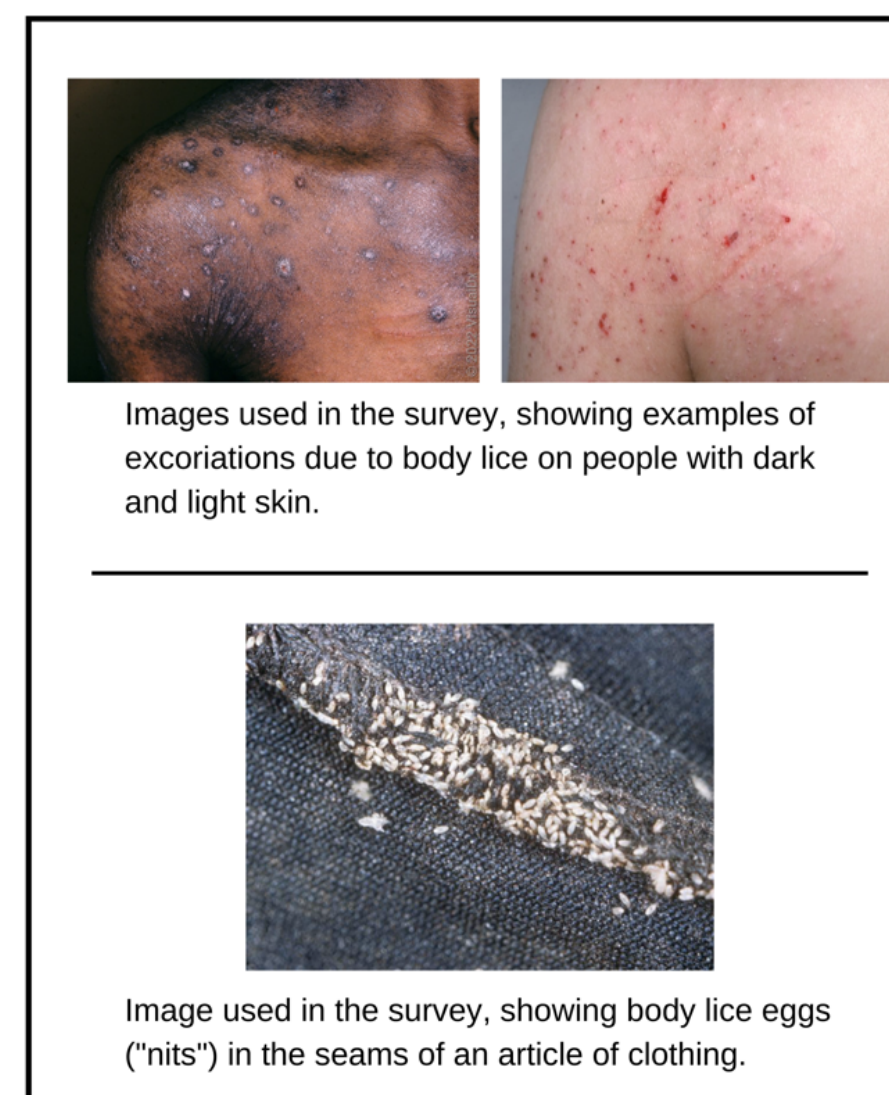 © 2022 VisualDx
Images used in the survey, showing examples of
excoriations due to body lice on people with dark
and light skin.
Image used in the survey, showing body lice eggs
("nits") in the seams of an article of clothing.